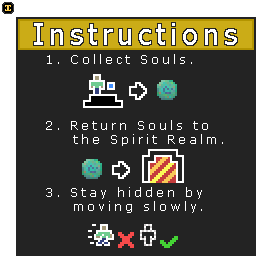 Instructions
1. Collect Souls.
2. Return Souls to
the Spirit Realm.
3. Stay hidden by
moving slowly.